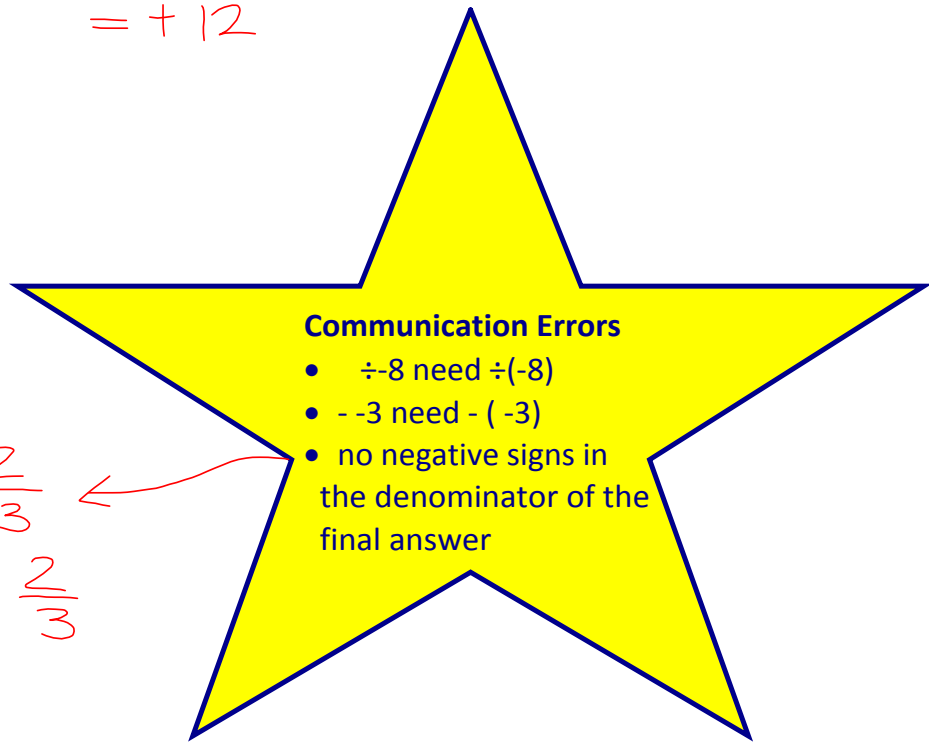 = + 12
Communication Errors
• ÷-8 need ÷(-8)
• - -3 need - ( -3)
• no negative signs in
the denominator of the
final answer
2
3
2
3